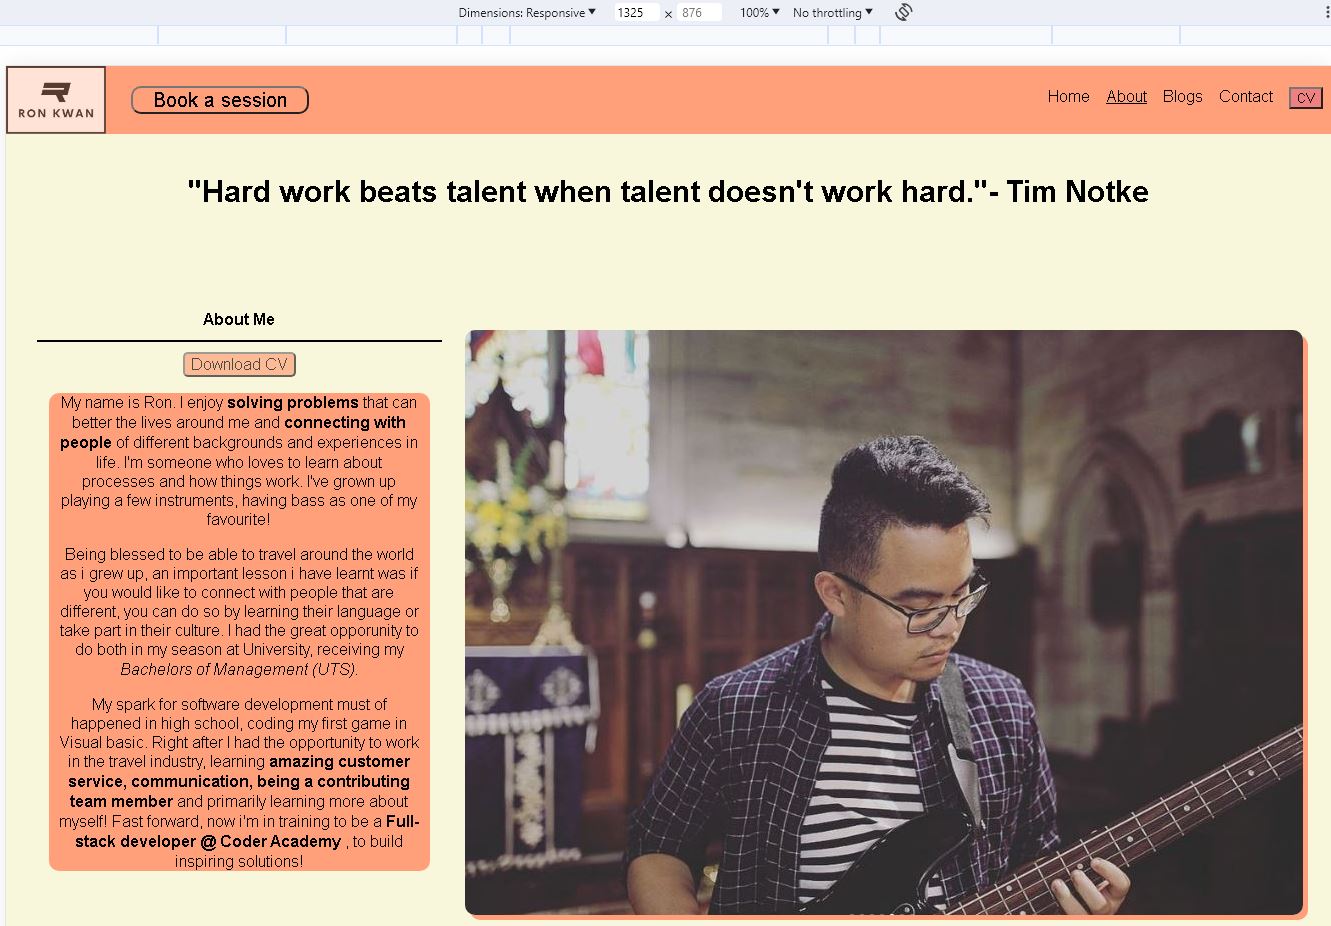 Dimensions: Responsive 1325 x 876 100% No throttling
RON KWAN
Book a session
Home About Blogs Contact CV
"Hard work beats talent when talent doesn't work hard."- Tim Notke
About Me
Download CV
My name is Ron. I enjoy solving problems that can
better the lives around me and connecting with
people of different backgrounds and experiences in
life. I'm someone who loves to learn about
processes and how things work. I've grown up
playing a few instruments, having bass as one of my
favourite!
Being blessed to be able to travel around the world
as i grew up, an important lesson i have learnt was if
you would like to connect with people that are
different, you can do so by learning their language or
take part in their culture. I had the great opporunity to
do both in my season at University, receiving my
Bachelors of Management (UTS).
My spark for software development must of
happened in high school, coding my first game in
Visual basic. Right after I had the opportunity to work
in the travel industry, learning amazing customer
service, communication, being a contributing
team member and primarily learning more about
myself! Fast forward, now i'm in training to be a Full-
stack developer @ Coder Academy , to build
inspiring solutions!